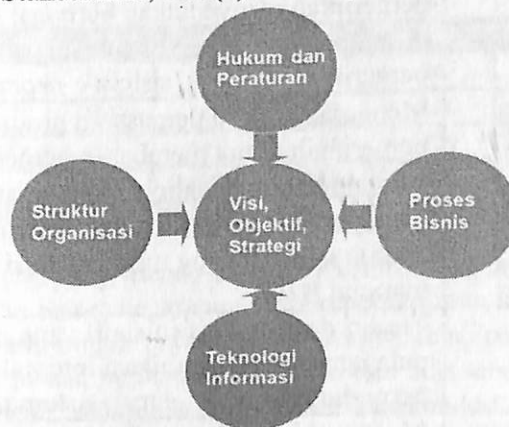 Hukum dan
Peraturan
Struktur
Organisasi
Visi,
Objektif,
Strategi
Proses
Bisnis
Teknologi
Informasi